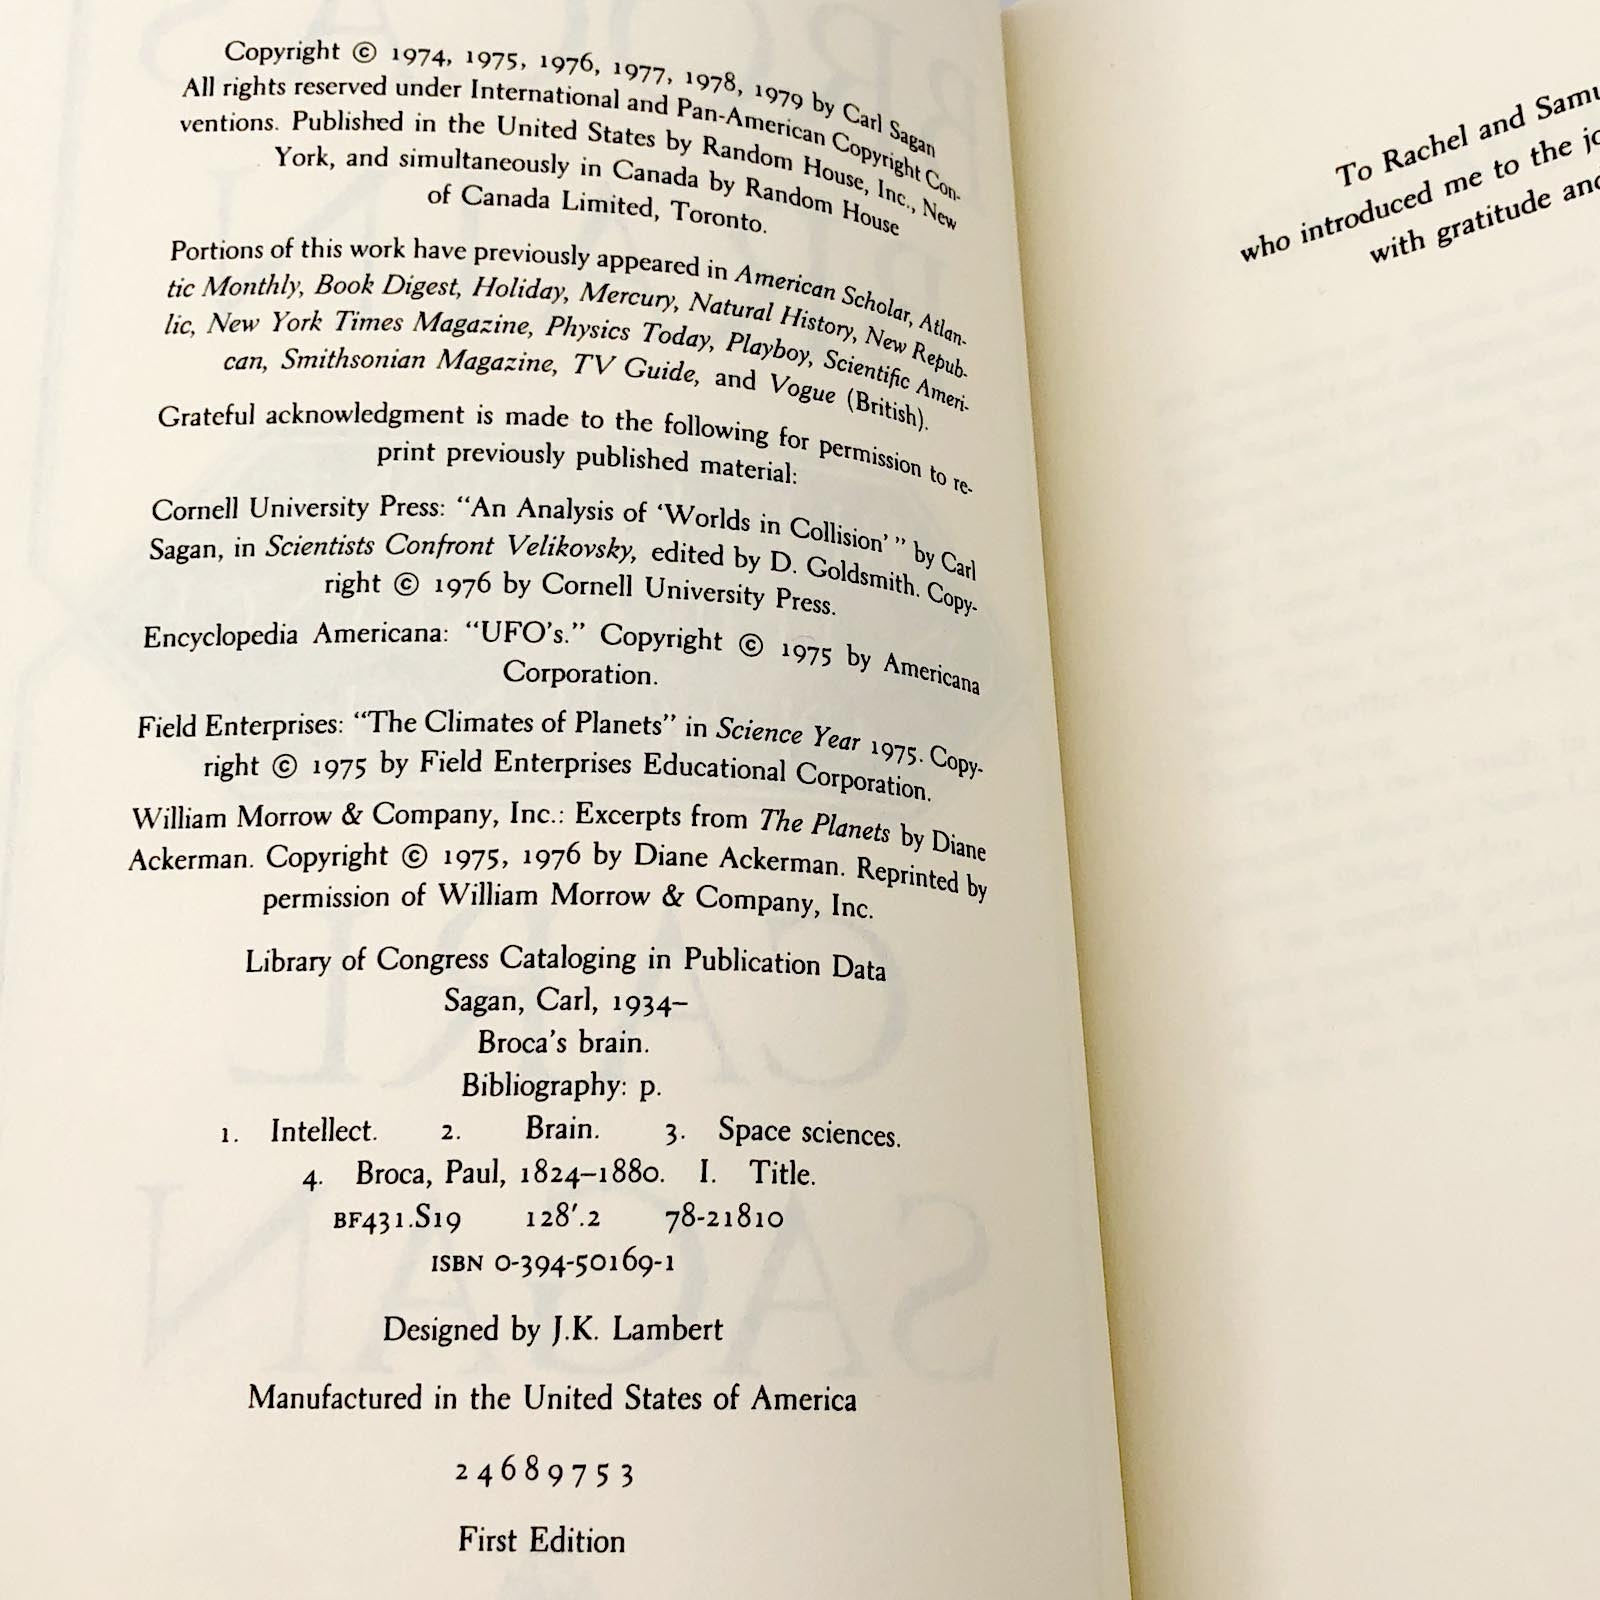 Copyright © 1974, 1975, 1976, 1977, 1978, 1979 by Carl Sagan
All rights reserved under International and Pan-American Copyright Con-
ventions. Published in the United States by Random House, Inc., New
York, and simultaneously in Canada by Random House
of Canada Limited, Toronto.
Portions of this work have previously appeared in American Scholar, Atlan-
tic Monthly, Book Digest, Holiday, Mercury, Natural History, New Repub-
lic, New York Times Magazine, Physics Today, Playboy, Scientific Ameri-
can, Smithsonian Magazine, TV Guide, and Vogue (British).
Grateful acknowledgment is made to the following for permission to re-
print previously published material:
Cornell University Press: “An Analysis of ‘Worlds in Collision’ ” by Carl
Sagan, in Scientists Confront Velikovsky, edited by D. Goldsmith. Copy-
right © 1976 by Cornell University Press.
Encyclopedia Americana: “UFO’s.” Copyright © 1975 by Americana
Corporation.
Field Enterprises: “The Climates of Planets” in Science Year 1975. Copy-
right © 1975 by Field Enterprises Educational Corporation.
William Morrow & Company, Inc.: Excerpts from The Planets by Diane
Ackerman. Copyright © 1975, 1976 by Diane Ackerman. Reprinted by
permission of William Morrow & Company, Inc.
Library of Congress Cataloging in Publication Data
Sagan, Carl, 1934–
Broca’s brain.
Bibliography: p.
1. Intellect. 2. Brain. 3. Space sciences.
4. Broca, Paul, 1824–1880. I. Title.
BF431.S19 128′.2 78-21810
ISBN 0-394-50169-1
Designed by J.K. Lambert
Manufactured in the United States of America
2 4 6 8 9 7 5 3
First Edition
To Rachel and Samu
who introduced me to the jo
with gratitude and